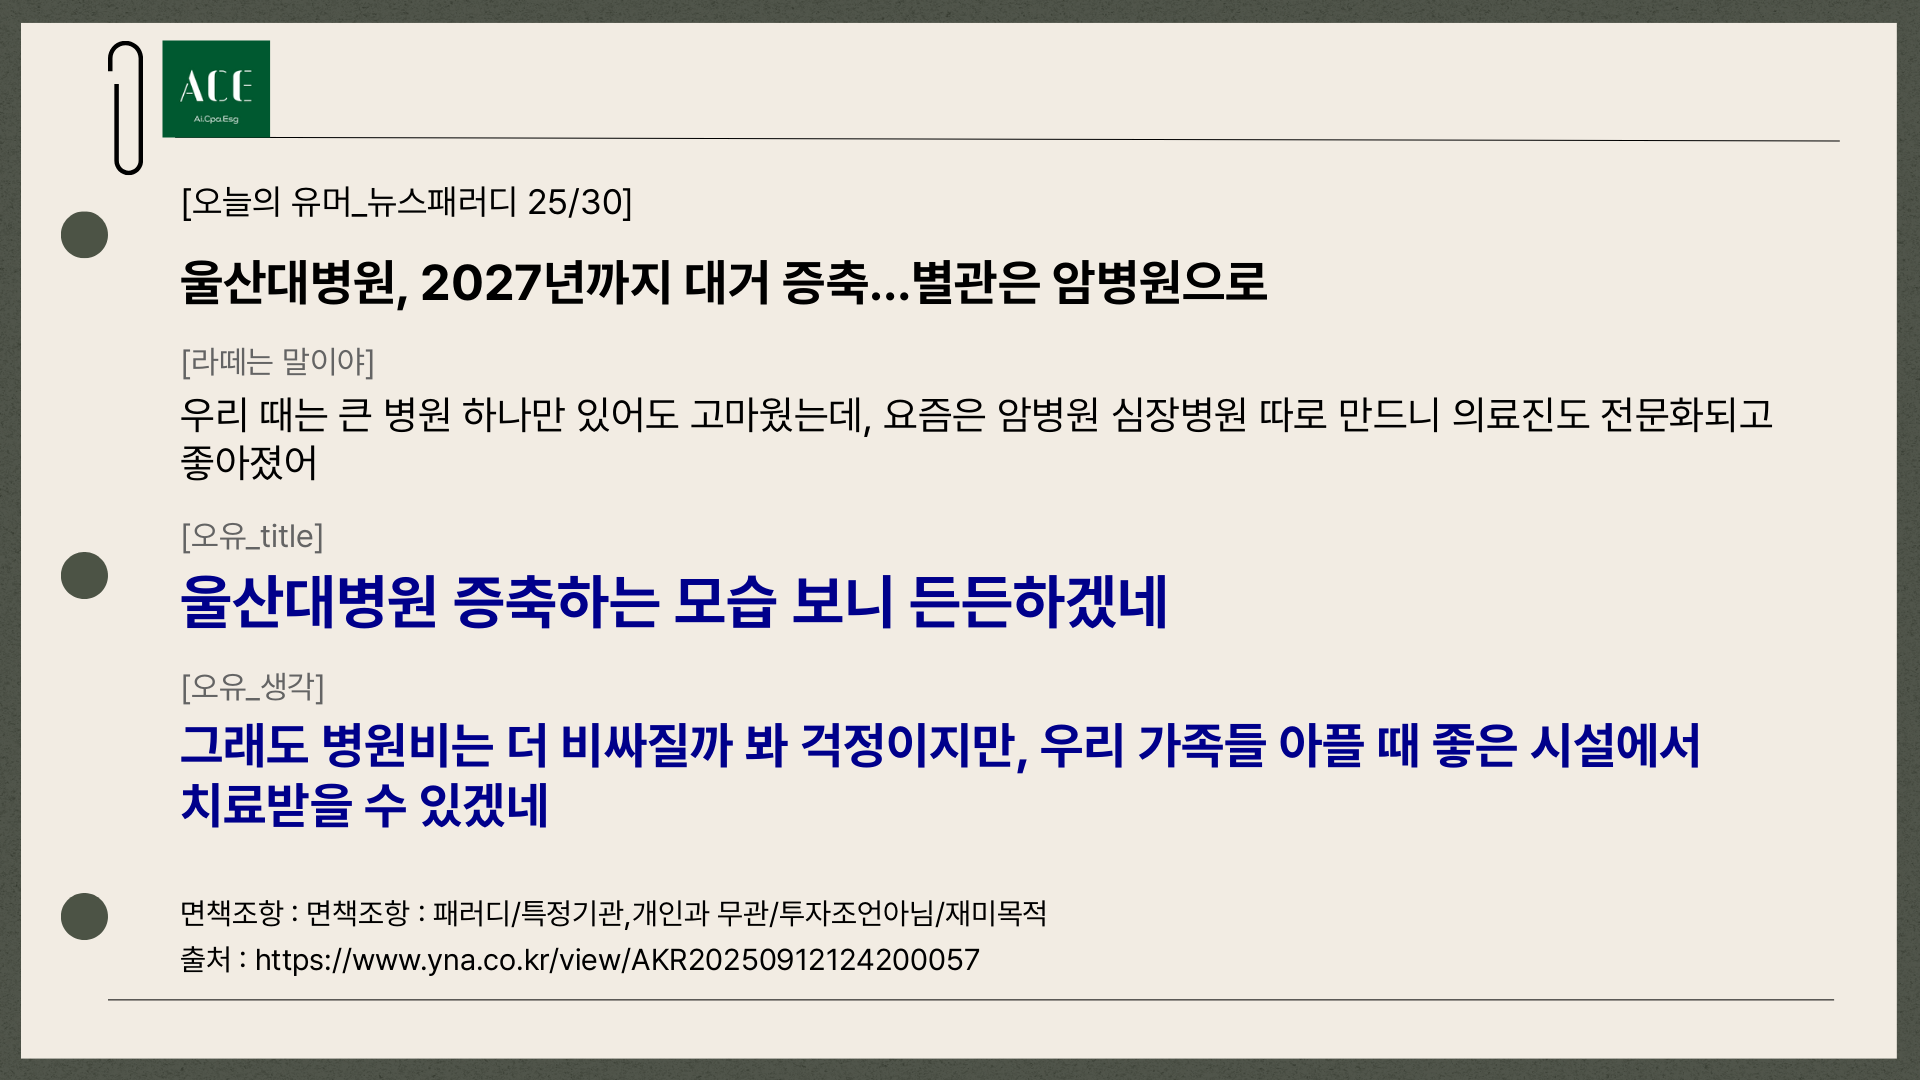 ACE
Ai.Cpa.Esg
[오늘의 유머_뉴스패러디 25/30]
울산대병원, 2027년까지 대거 증축...별관은 암병원으로
[라떼는 말이야]
우리 때는 큰 병원 하나만 있어도 고마웠는데, 요즘은 암병원 심장병원 따로 만드니 의료진도 전문화되고
좋아졌어
[오유_title]
울산대병원 증축하는 모습 보니 든든하겠네
[오유_생각]
그래도 병원비는 더 비싸질까 봐 걱정이지만, 우리 가족들 아플 때 좋은 시설에서
치료받을 수 있겠네
면책조항 : 면책조항 : 패러디/특정기관,개인과 무관/투자조언아님/재미목적
출처 : https://www.yna.co.kr/view/AKR20250912124200057